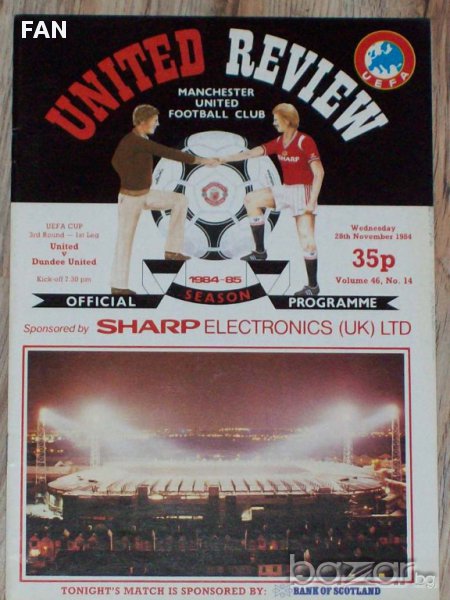 FAN
UNITED REVIEW
UEFA
MANCHESTER
UNITED
FOOTBALL CLUB
SHARP
UEFA CUP
3rd Round — 1st Leg
United
v
Dundee United
Kick-off 7.30 pm
Wednesday
28th November 1984
35p
Volume 46, No. 14
1984-85
SEASON
OFFICIAL PROGRAMME
Sponsored by SHARP ELECTRONICS (UK) LTD
bazar.bg
TONIGHT'S MATCH IS SPONSORED BY: BANK OF SCOTLAND